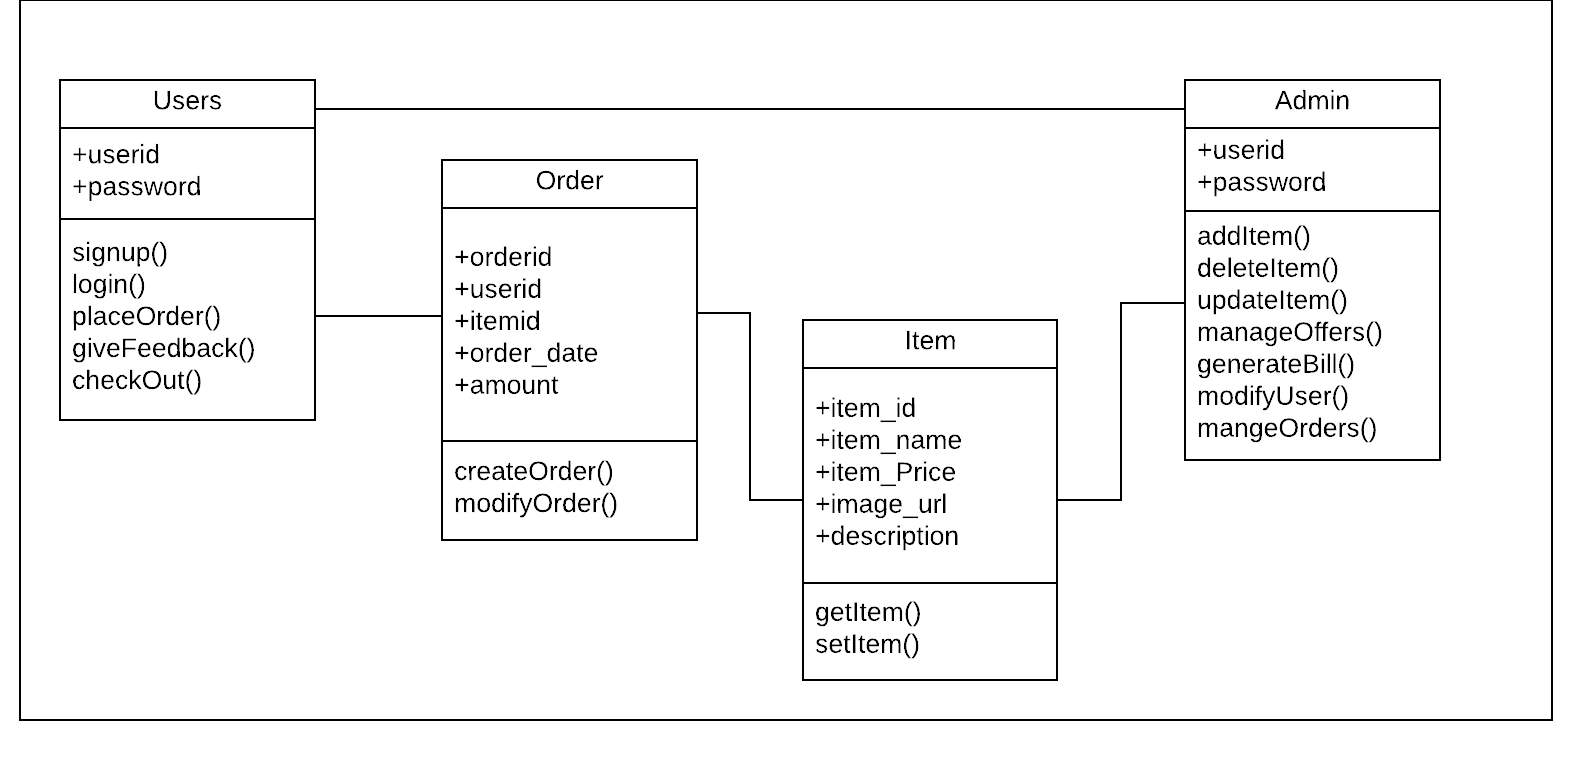 Users
+userid
+password
signup()
login()
placeOrder()
giveFeedback()
checkOut()
Order
+orderid
+userid
+itemid
+order_date
+amount
createOrder()
modifyOrder()
Item
+item_id
+item_name
+item_Price
+image_url
+description
getItem()
setItem()
Admin
+userid
+password
addItem()
deleteItem()
updateItem()
manageOffers()
generateBill()
modifyUser()
mangeOrders()